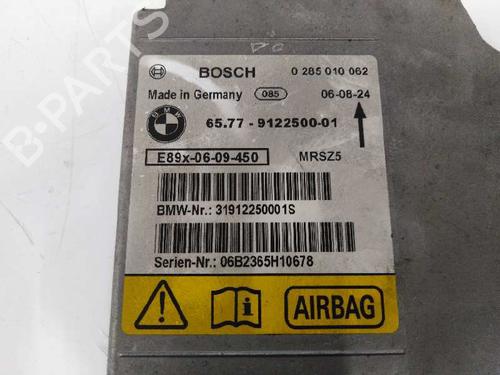 BOSCH 0 285 010 062
Made in Germany 085 06-08-24
BMW
65.77 - 9122500-01
E89x-06-09-450 MRSZ5
BMW-Nr.: 31912250001S
Serien-Nr.: 06B2365H10678
AIRBAG
B-PARTS